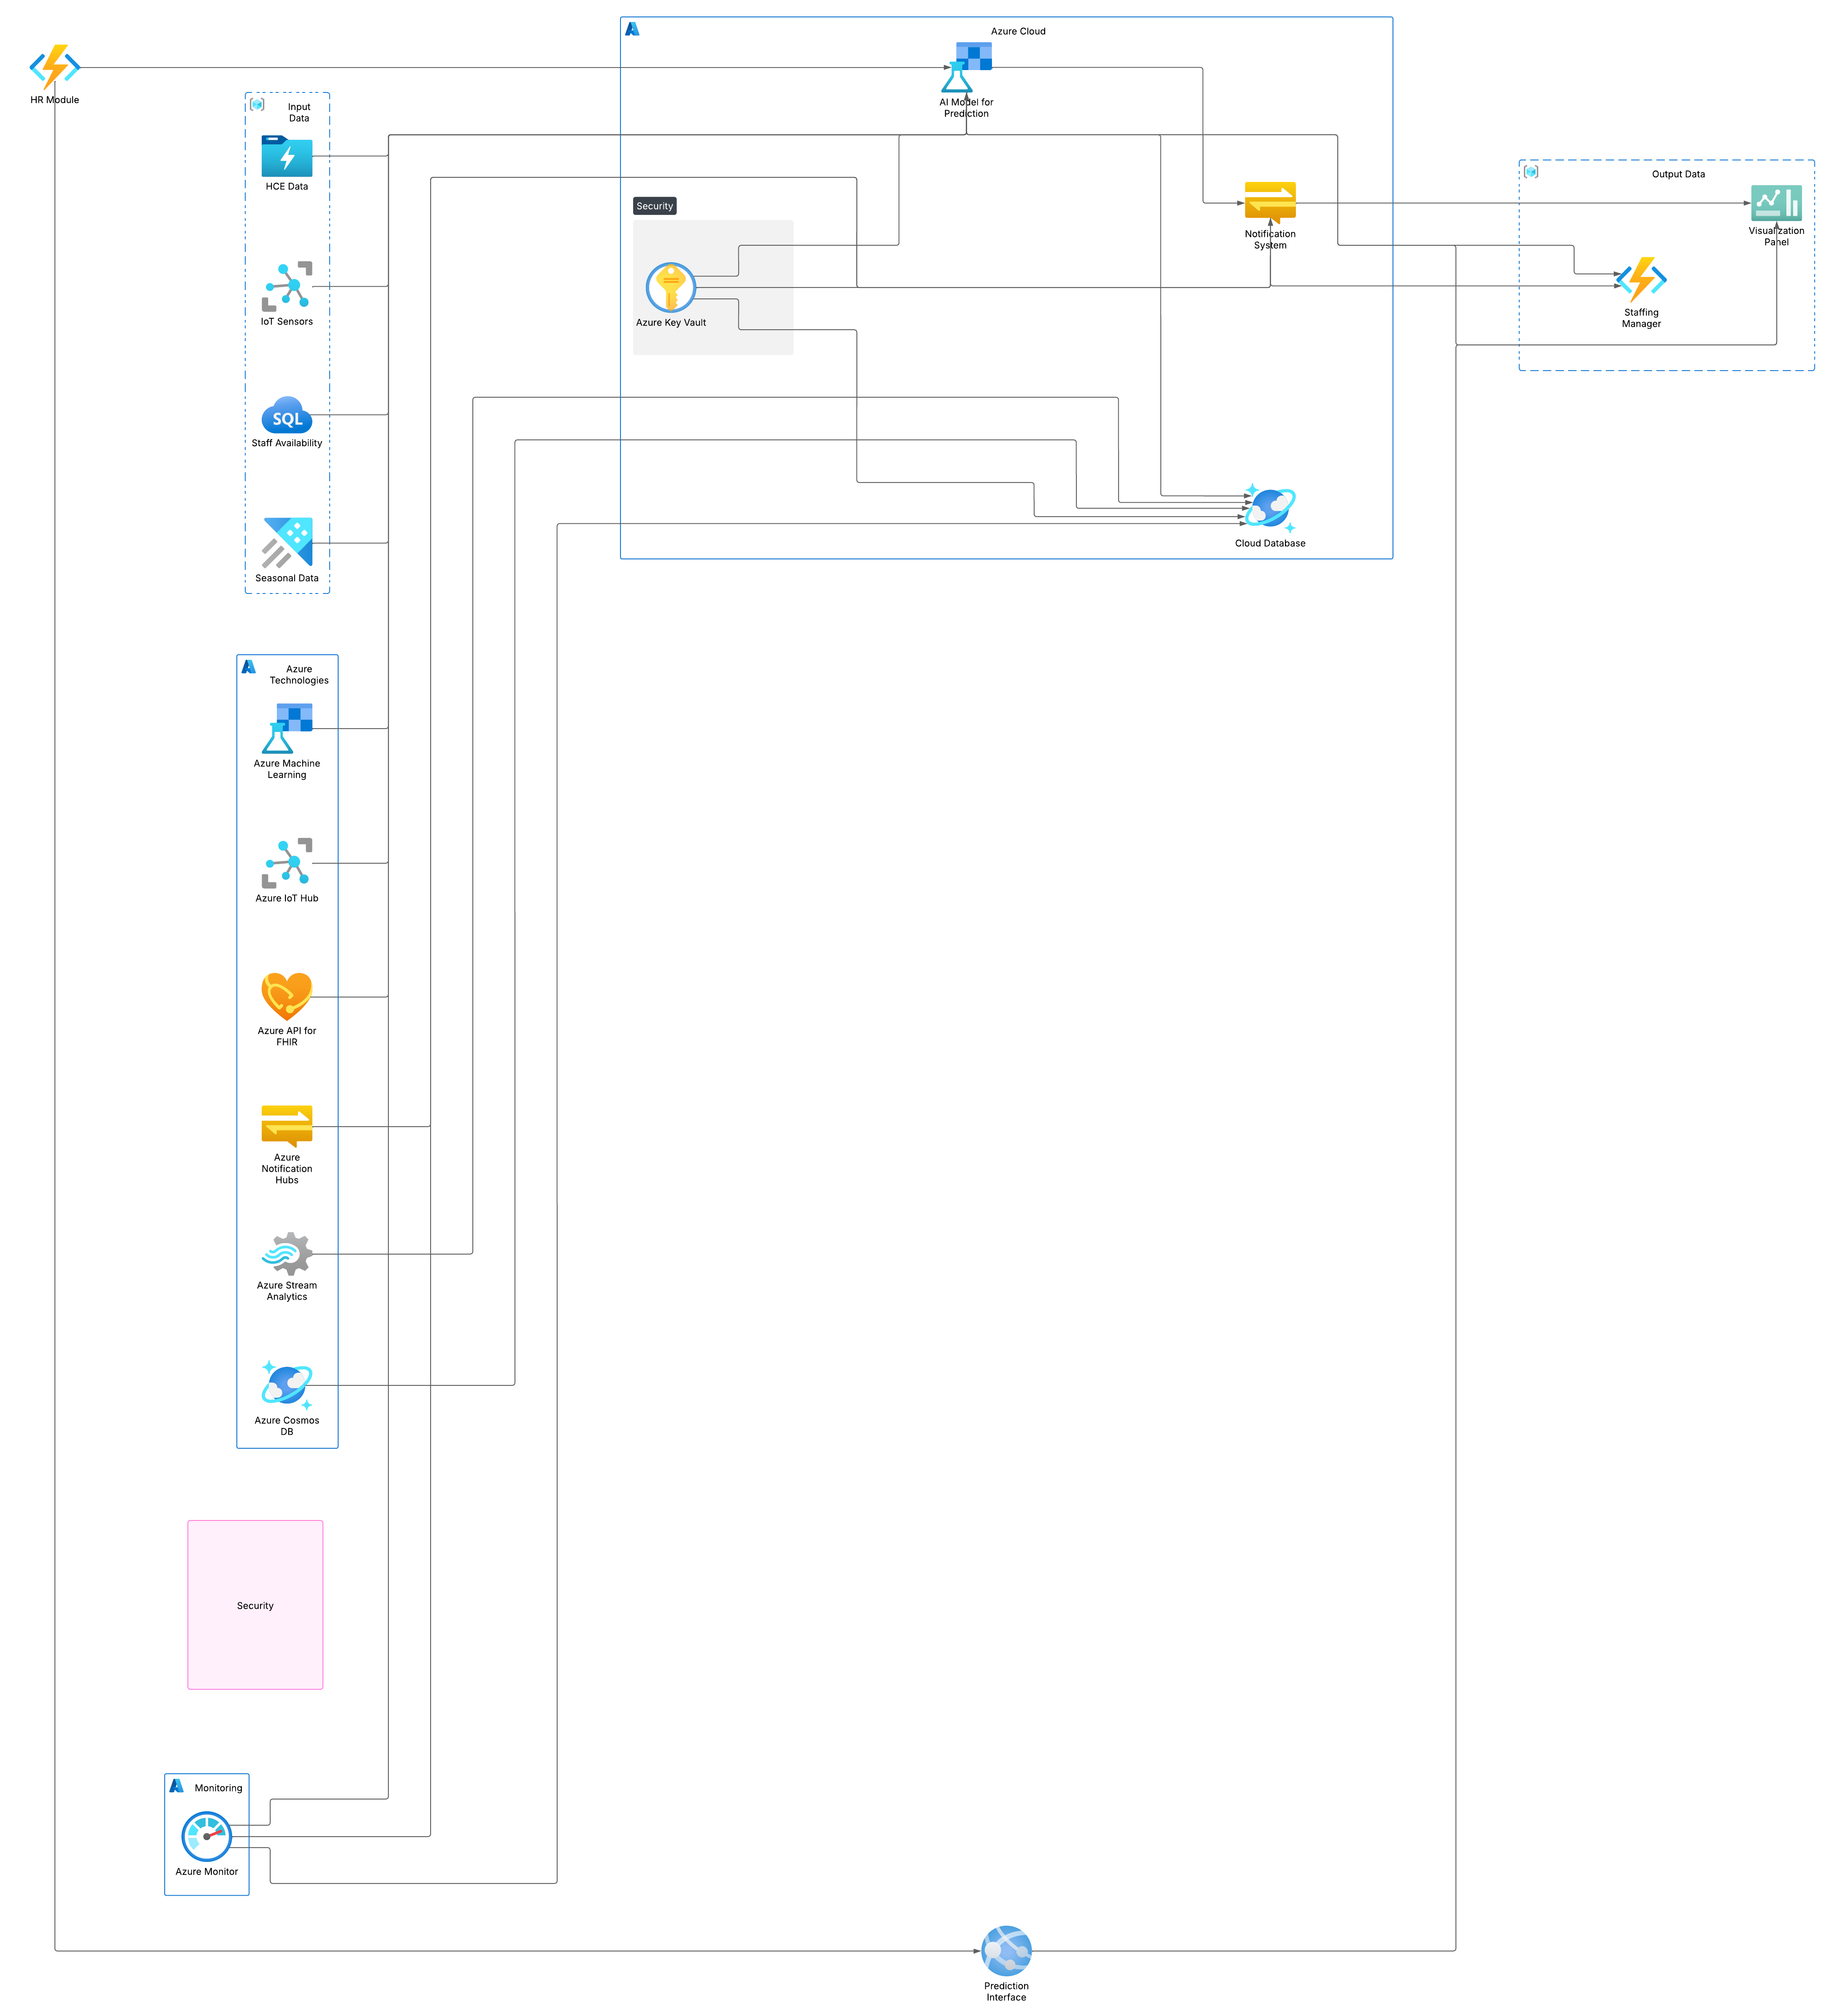 Azure Cloud
HR Module
AI Model for
Prediction
Input
Data
HCE Data
IoT Sensors
SQL
Staff Availability
Seasonal Data
Security
Azure Key Vault
Notification
System
Cloud Database
Output Data
Visualization
Panel
Staffing
Manager
Azure
Technologies
Azure Machine
Learning
Azure IoT Hub
Azure API for
FHIR
Azure
Notification
Hubs
Azure Stream
Analytics
Azure Cosmos
DB
Security
Monitoring
Azure Monitor
Prediction
Interface